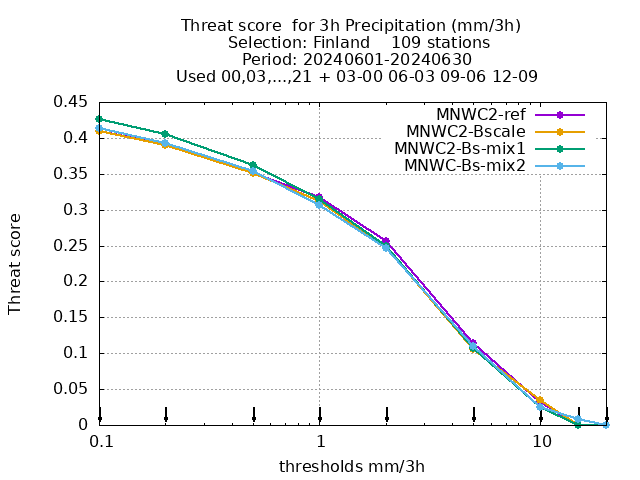 Threat score  for 3h Precipitation (mm/3h)
Selection: Finland    109 stations
Period: 20240601-20240630
Used 00,03,...,21 + 03-00 06-03 09-06 12-09
MNWC2-ref
MNWC2-Bscale
MNWC2-Bs-mix1
MNWC-Bs-mix2
0.45
0.4
0.35
0.3
0.25
0.2
0.15
0.1
0.05
0
Threat score
0.1 1 10
thresholds mm/3h